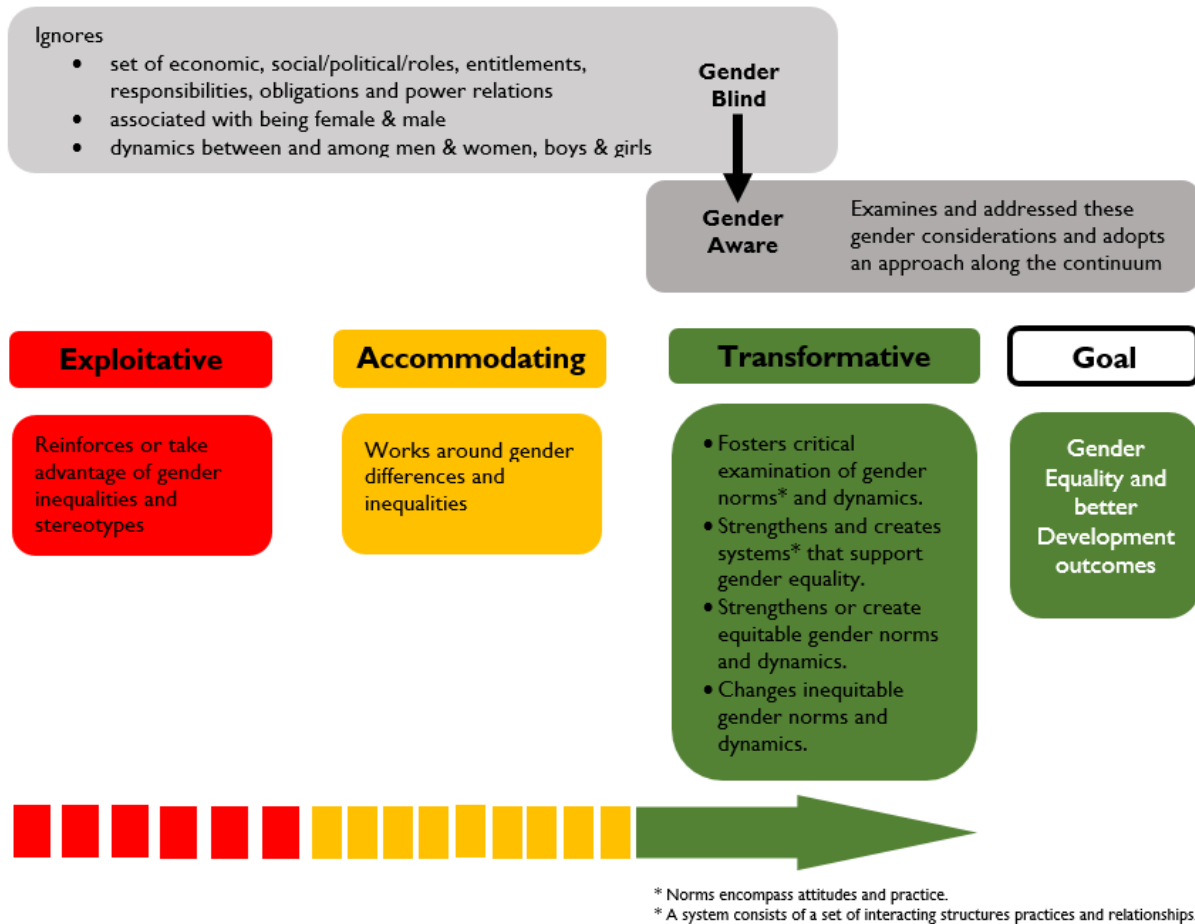 Ignores
• set of economic, social/political/roles, entitlements,
responsibilities, obligations and power relations
• associated with being female & male
• dynamics between and among men & women, boys & girls
Gender
Blind
Gender
Aware
Examines and addressed these
gender considerations and adopts
an approach along the continuum
Exploitative
Accommodating
Transformative
Goal
Reinforces or take
advantage of gender
inequalities and
stereotypes
Works around gender
differences and
inequalities
• Fosters critical
examination of gender
norms* and dynamics.
• Strengthens and creates
systems* that support
gender equality.
• Strengthens or create
equitable gender norms
and dynamics.
• Changes inequitable
gender norms and
dynamics.
Gender
Equality and
better
Development
outcomes
* Norms encompass attitudes and practice.
* A system consists of a set of interacting structures practices and relationships